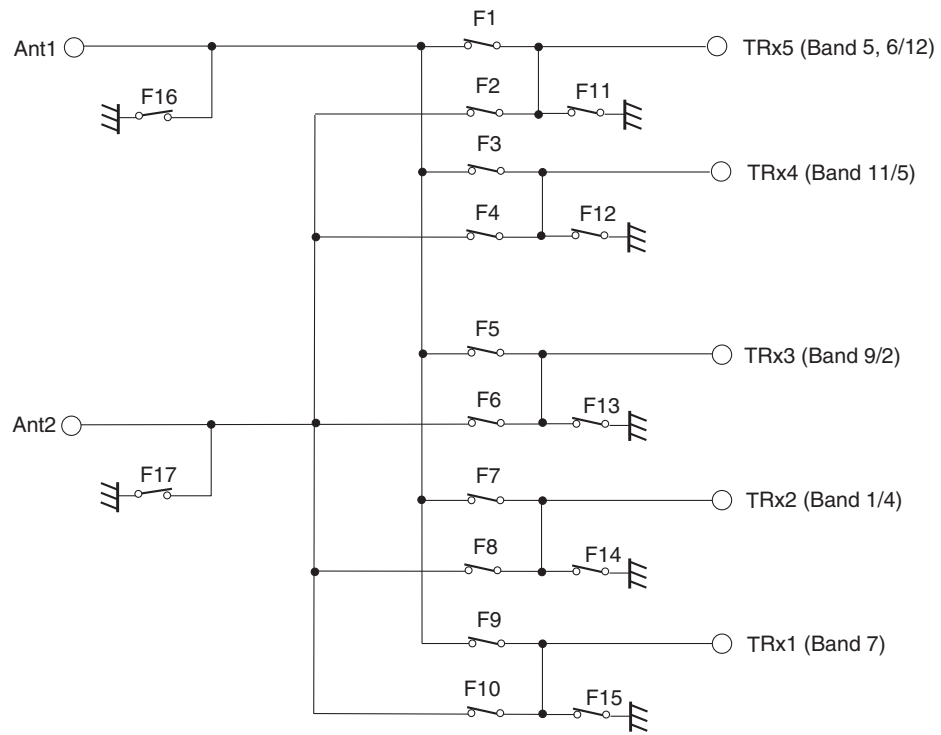 F1
Ant1
TRx5 (Band 5, 6/12)
F16
F2
F11
F3
TRx4 (Band 11/5)
F4
F12
F5
TRx3 (Band 9/2)
F6
F13
Ant2
F17
F7
TRx2 (Band 1/4)
F8
F14
F9
TRx1 (Band 7)
F10
F15